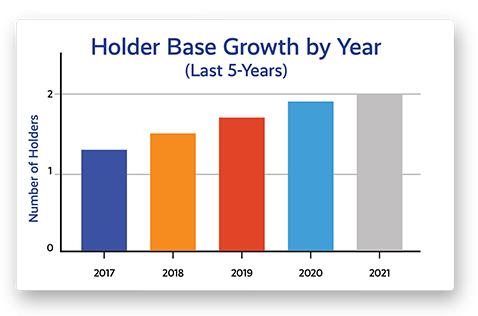 Holder Base Growth by Year
(Last 5-Years)
Number of Holders
2
1
0
2017 2018 2019 2020 2021